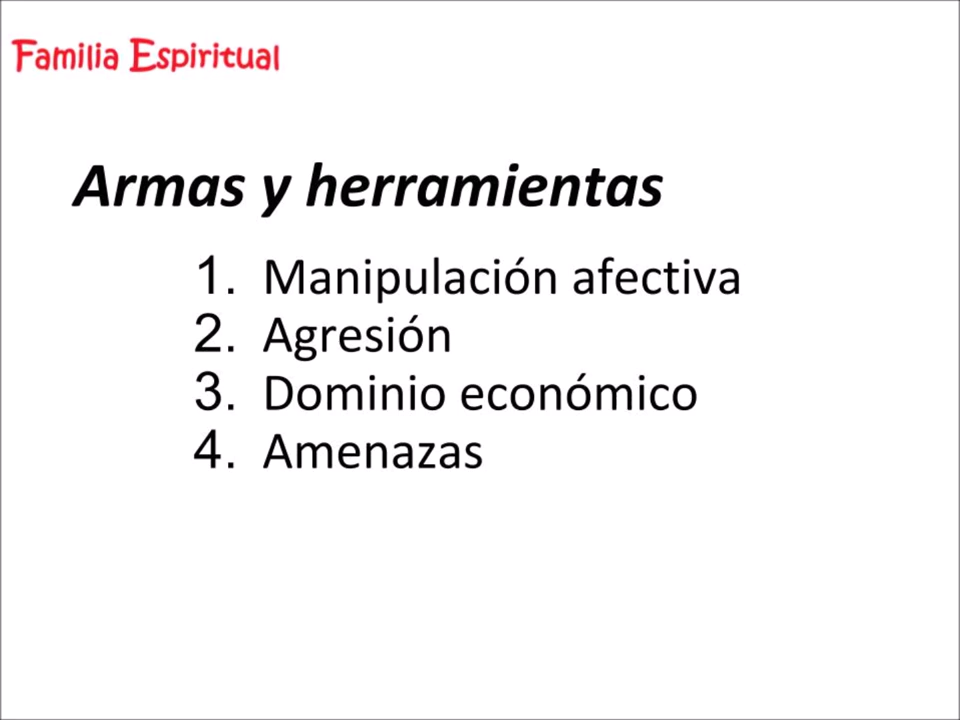 Familia Espiritual
Armas y herramientas
1. Manipulación afectiva
2. Agresión
3. Dominio económico
4. Amenazas